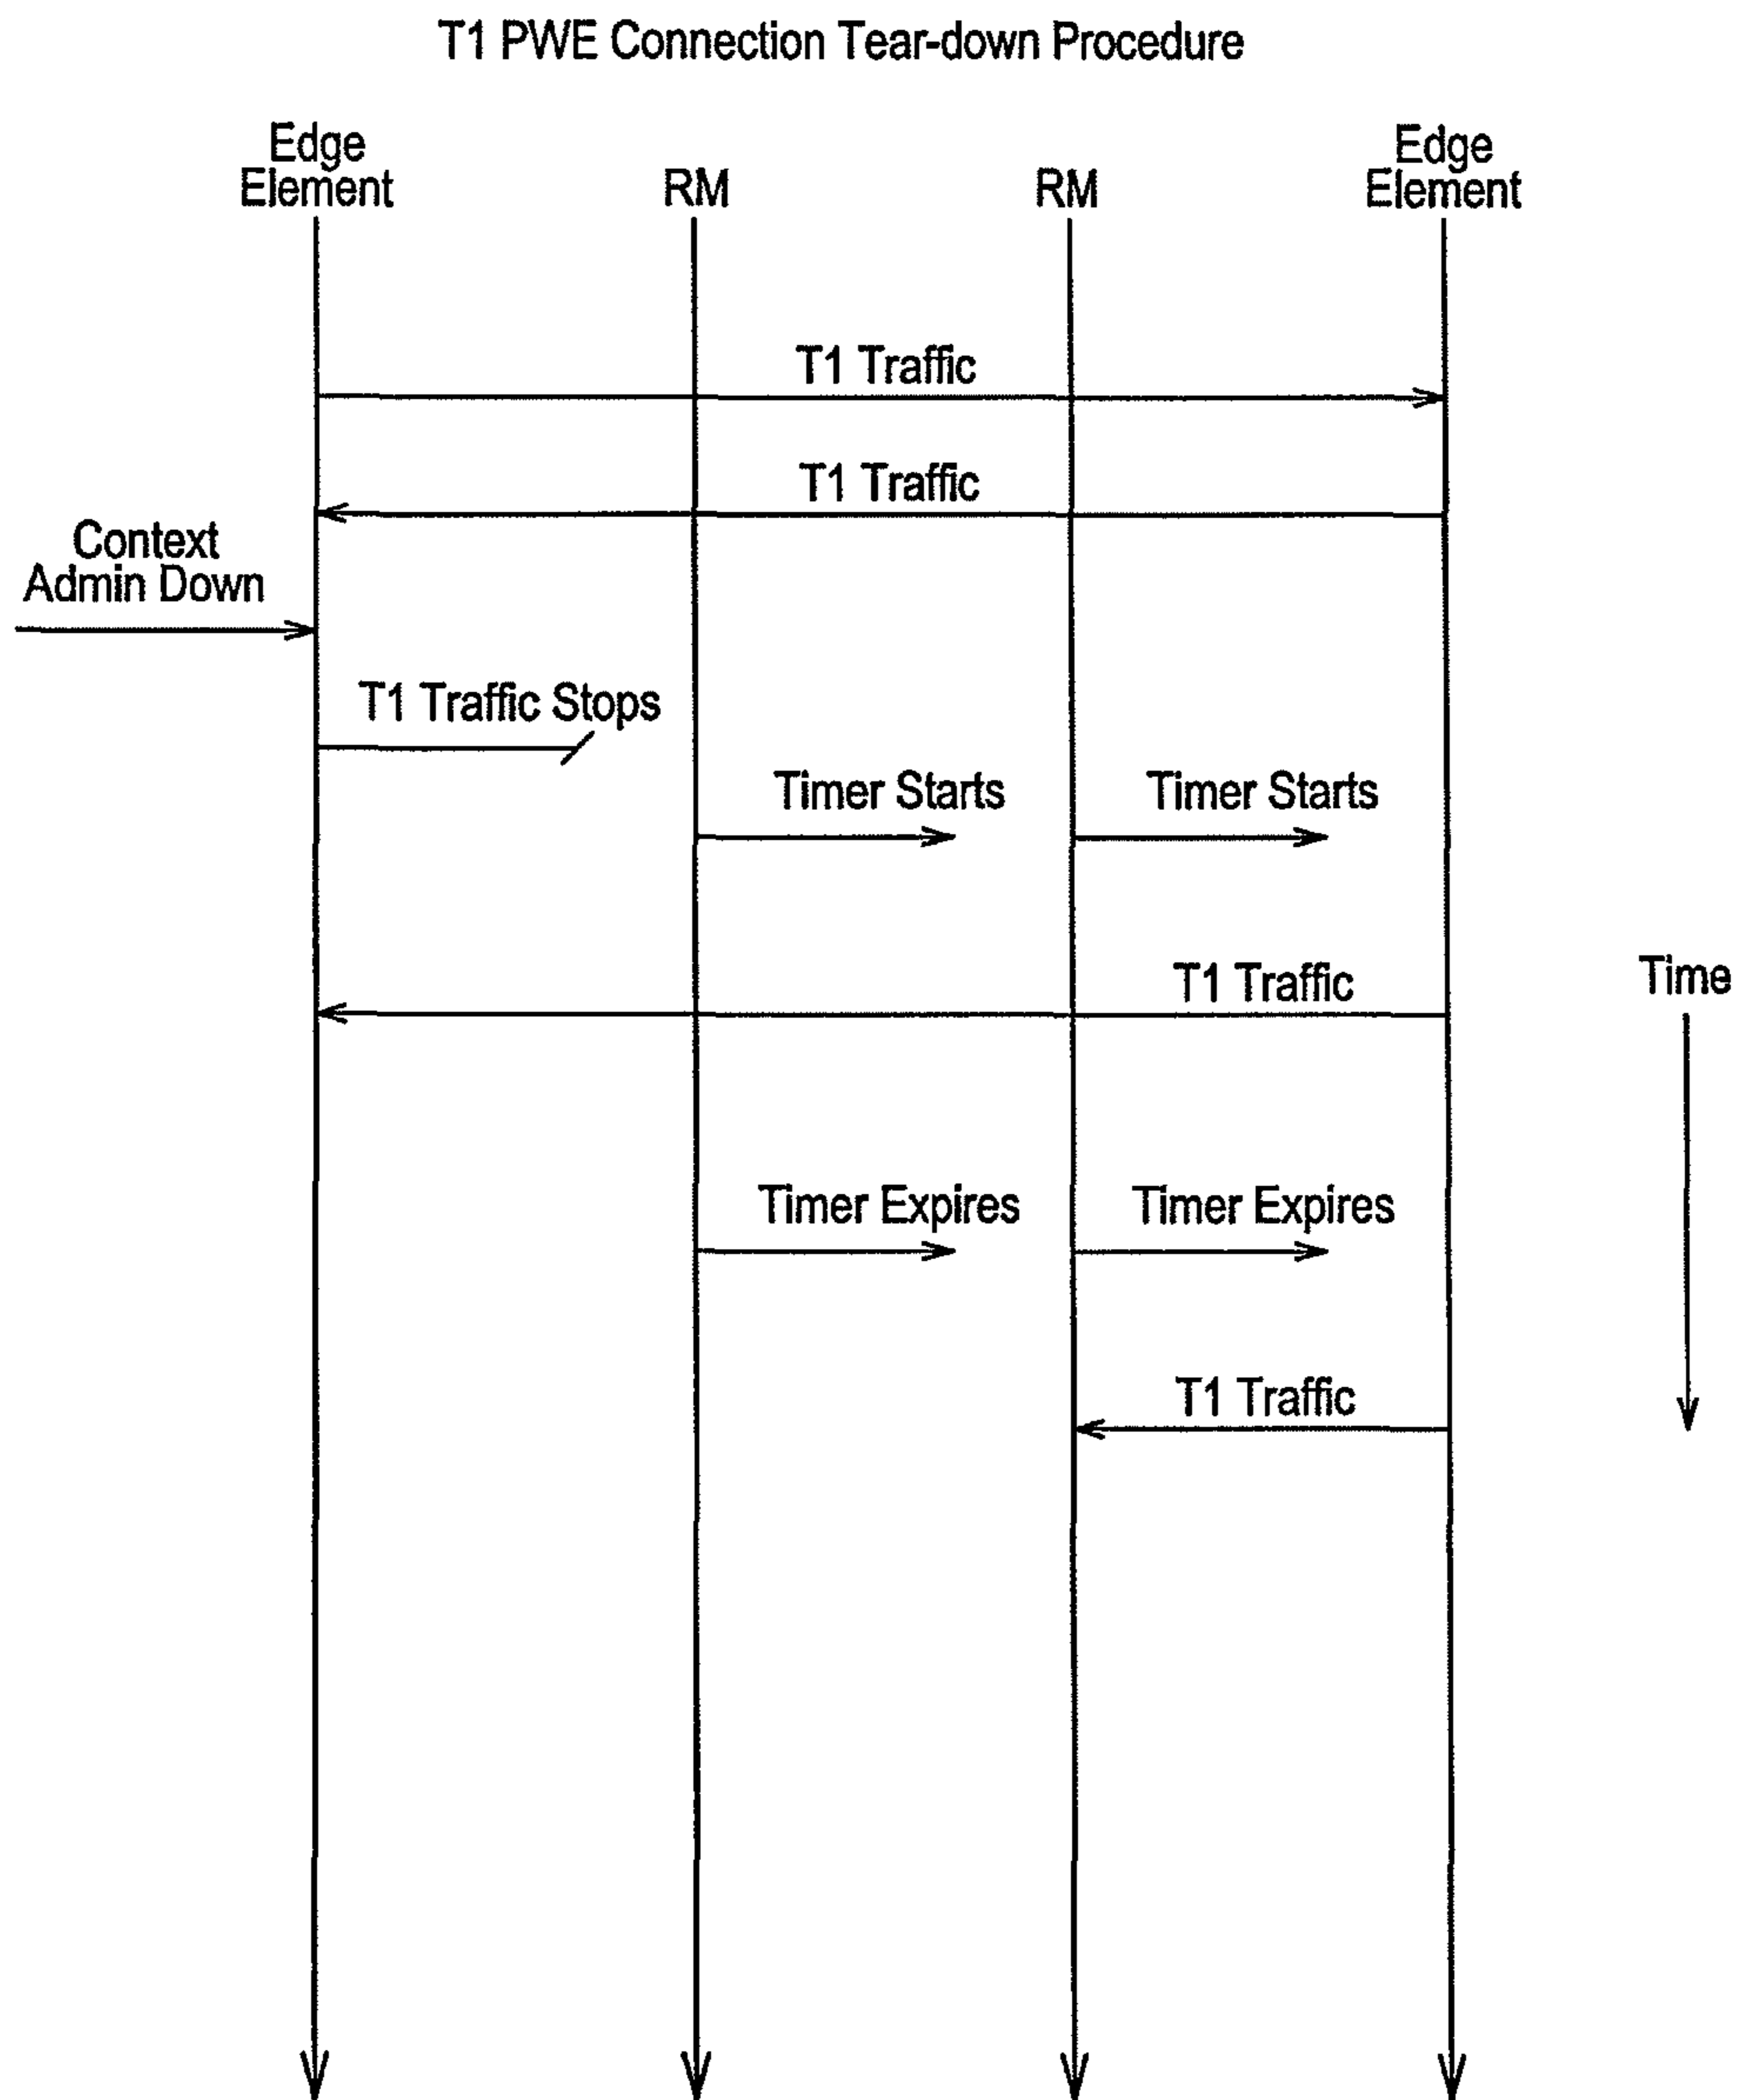 T1 PWE Connection Tear-down Procedure
Edge
Element
RM
RM
Edge
Element
T1 Traffic
T1 Traffic
Context
Admin Down
T1 Traffic Stops
Timer Starts
Timer Starts
T1 Traffic
Time
Timer Expires
Timer Expires
T1 Traffic